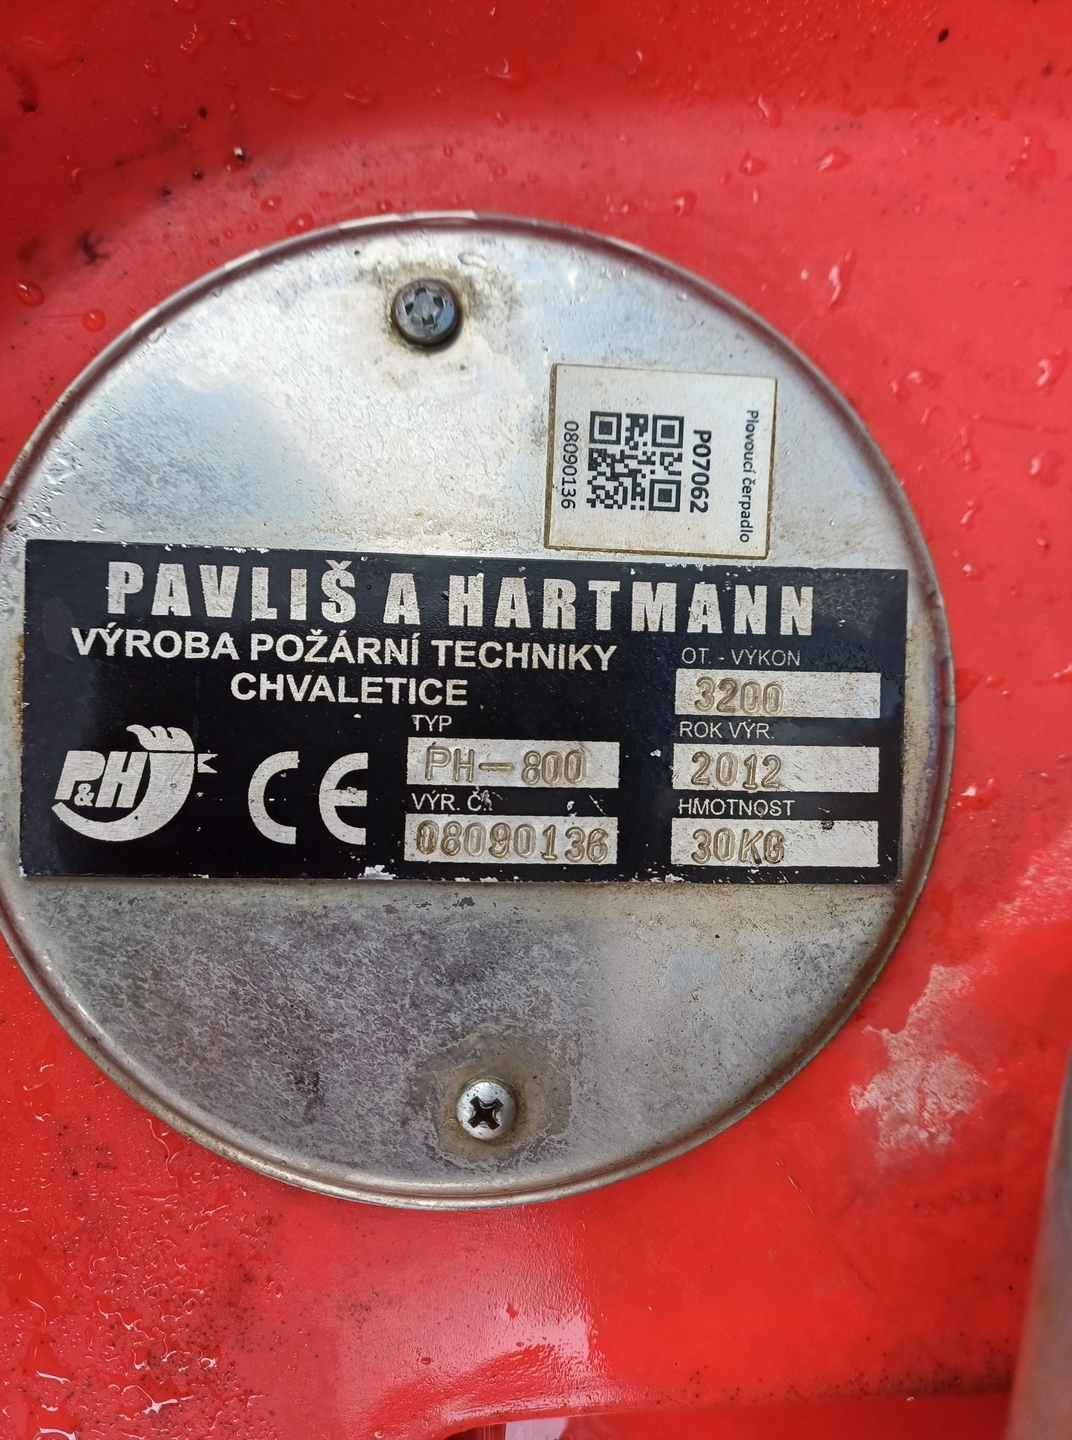 Plovoucí čerpadlo
P07062
08090136
PAVLIŠ A HARTMANN
VÝROBA POŽÁRNÍ TECHNIKY
CHVALETICE
OT. - VYKON
3200
TYP
PH-800
ROK VÝR.
2012
VÝR. Č.
08090136
HMOTNOST
30KG
P&H
CE